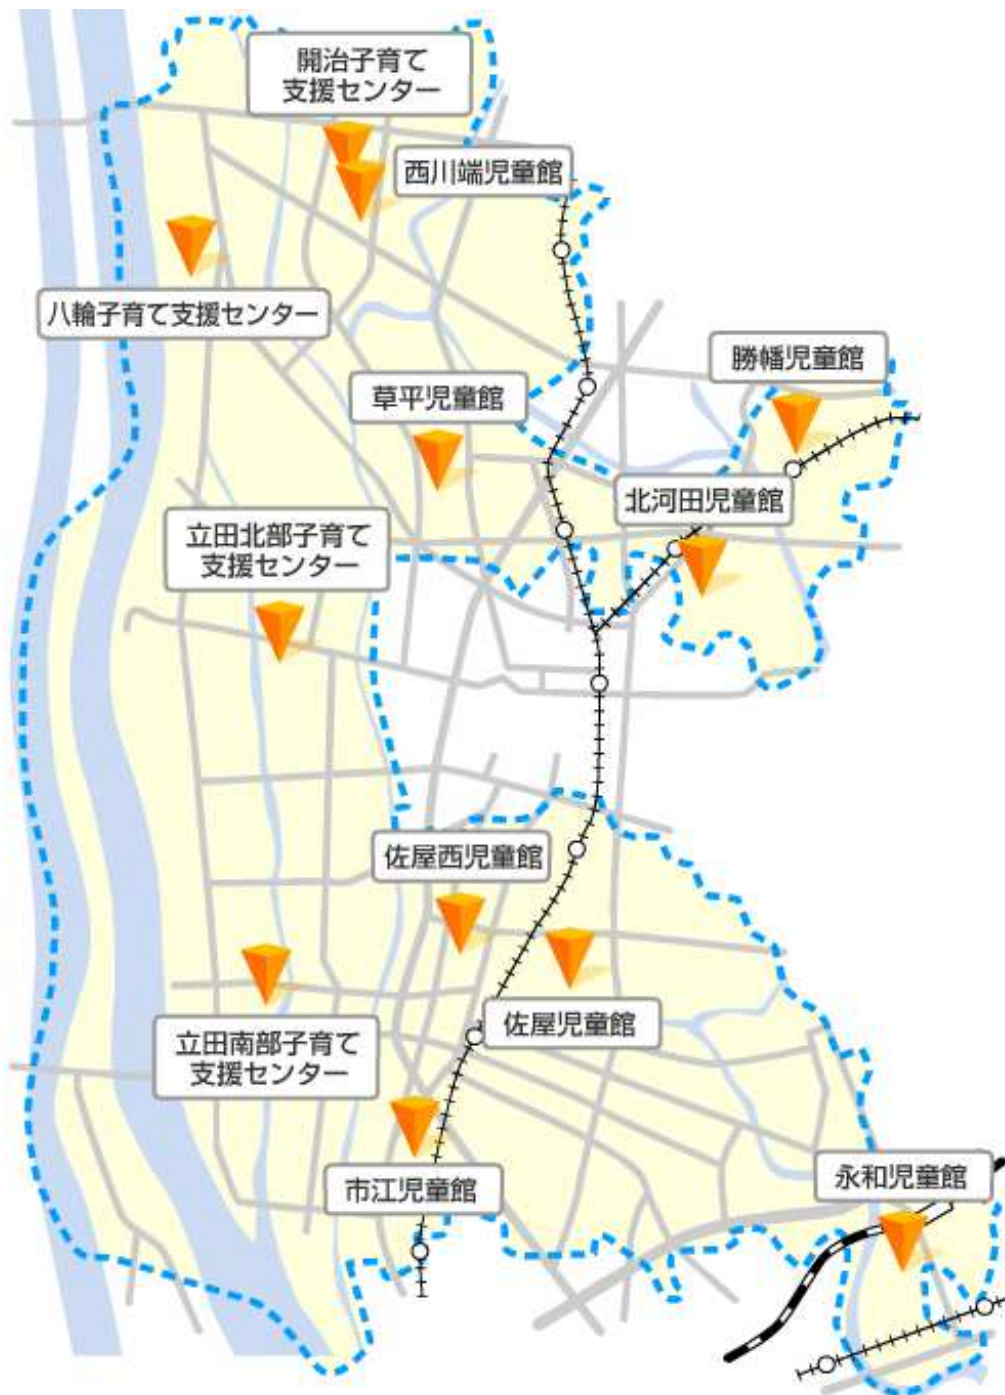 開治子育て
支援センター
西川端児童館
八輪子育て支援センター
勝幡児童館
草平児童館
北河田児童館
立田北部子育て
支援センター
佐屋西児童館
佐屋児童館
立田南部子育て
支援センター
市江児童館
永和児童館